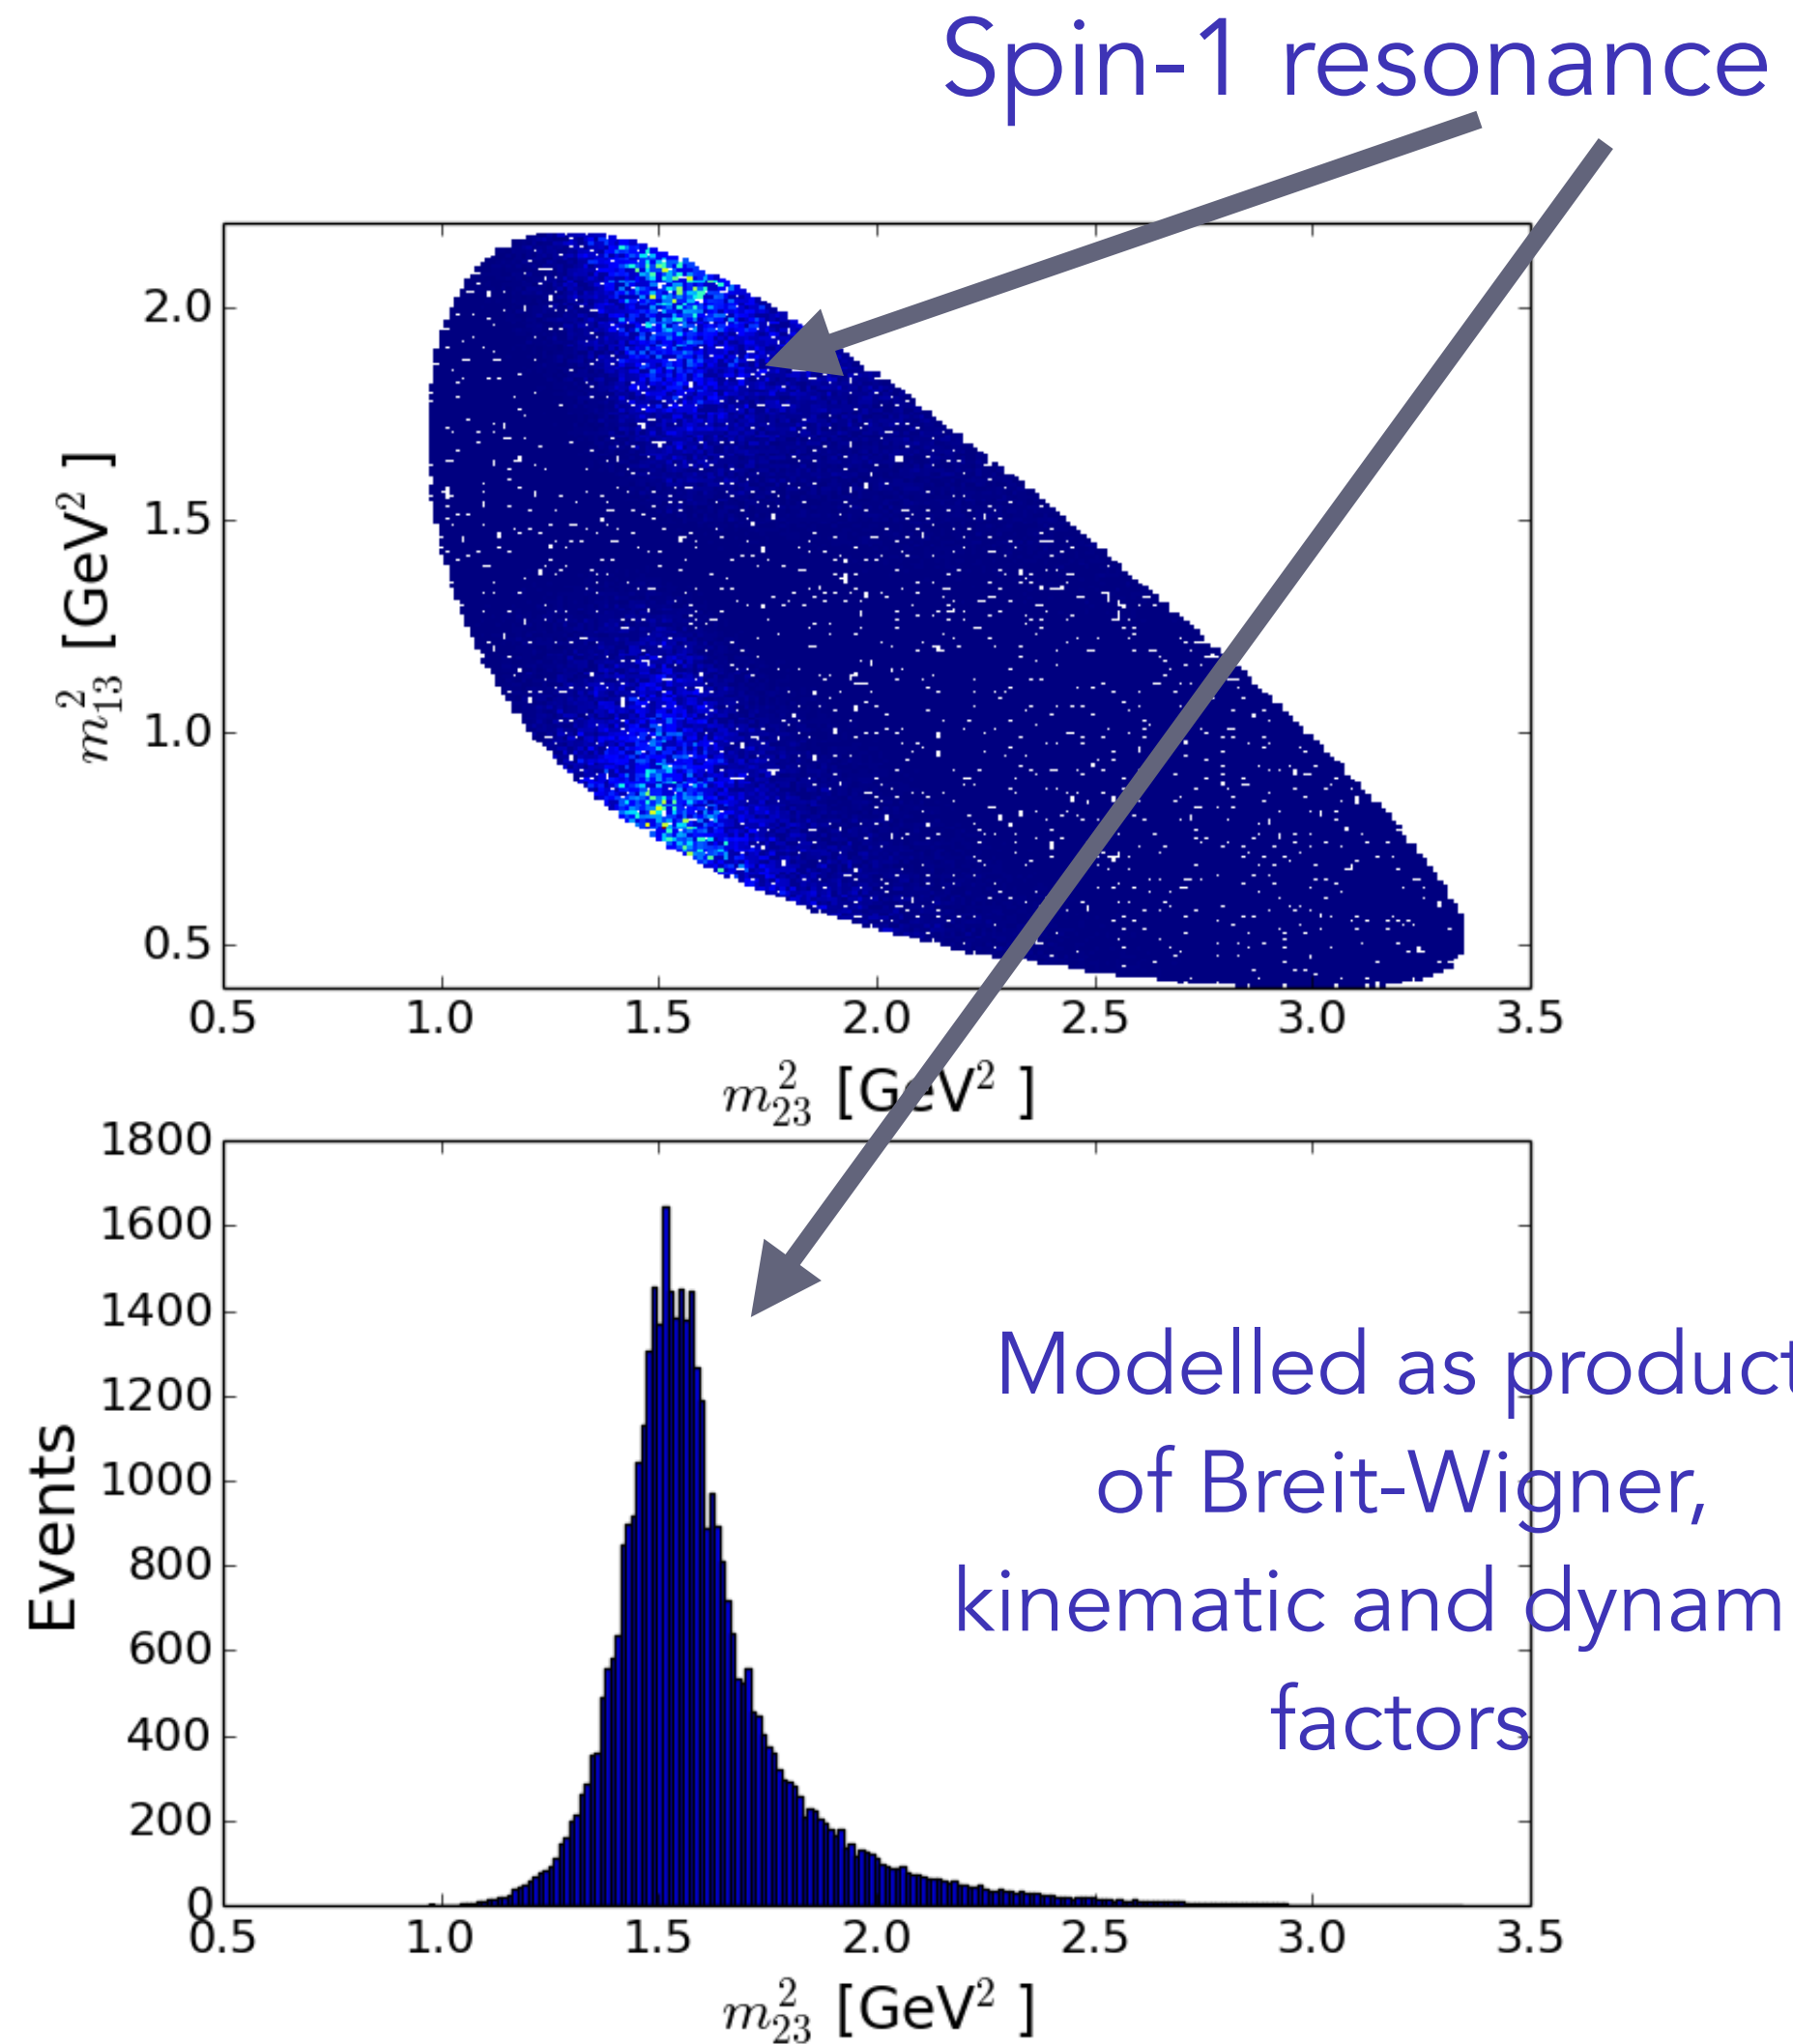 Spin-1 resonance
2.0
1.5
1.0
0.5
m²₁₃ [GeV²]
0.5 1.0 1.5 2.0 2.5 3.0 3.5
m²₂₃ [GeV²]
1800
1600
1400
1200
1000
800
600
400
200
0
Events
Modelled as product
of Breit-Wigner,
kinematic and dynam
factors
0.5 1.0 1.5 2.0 2.5 3.0 3.5
m²₂₃ [GeV²]